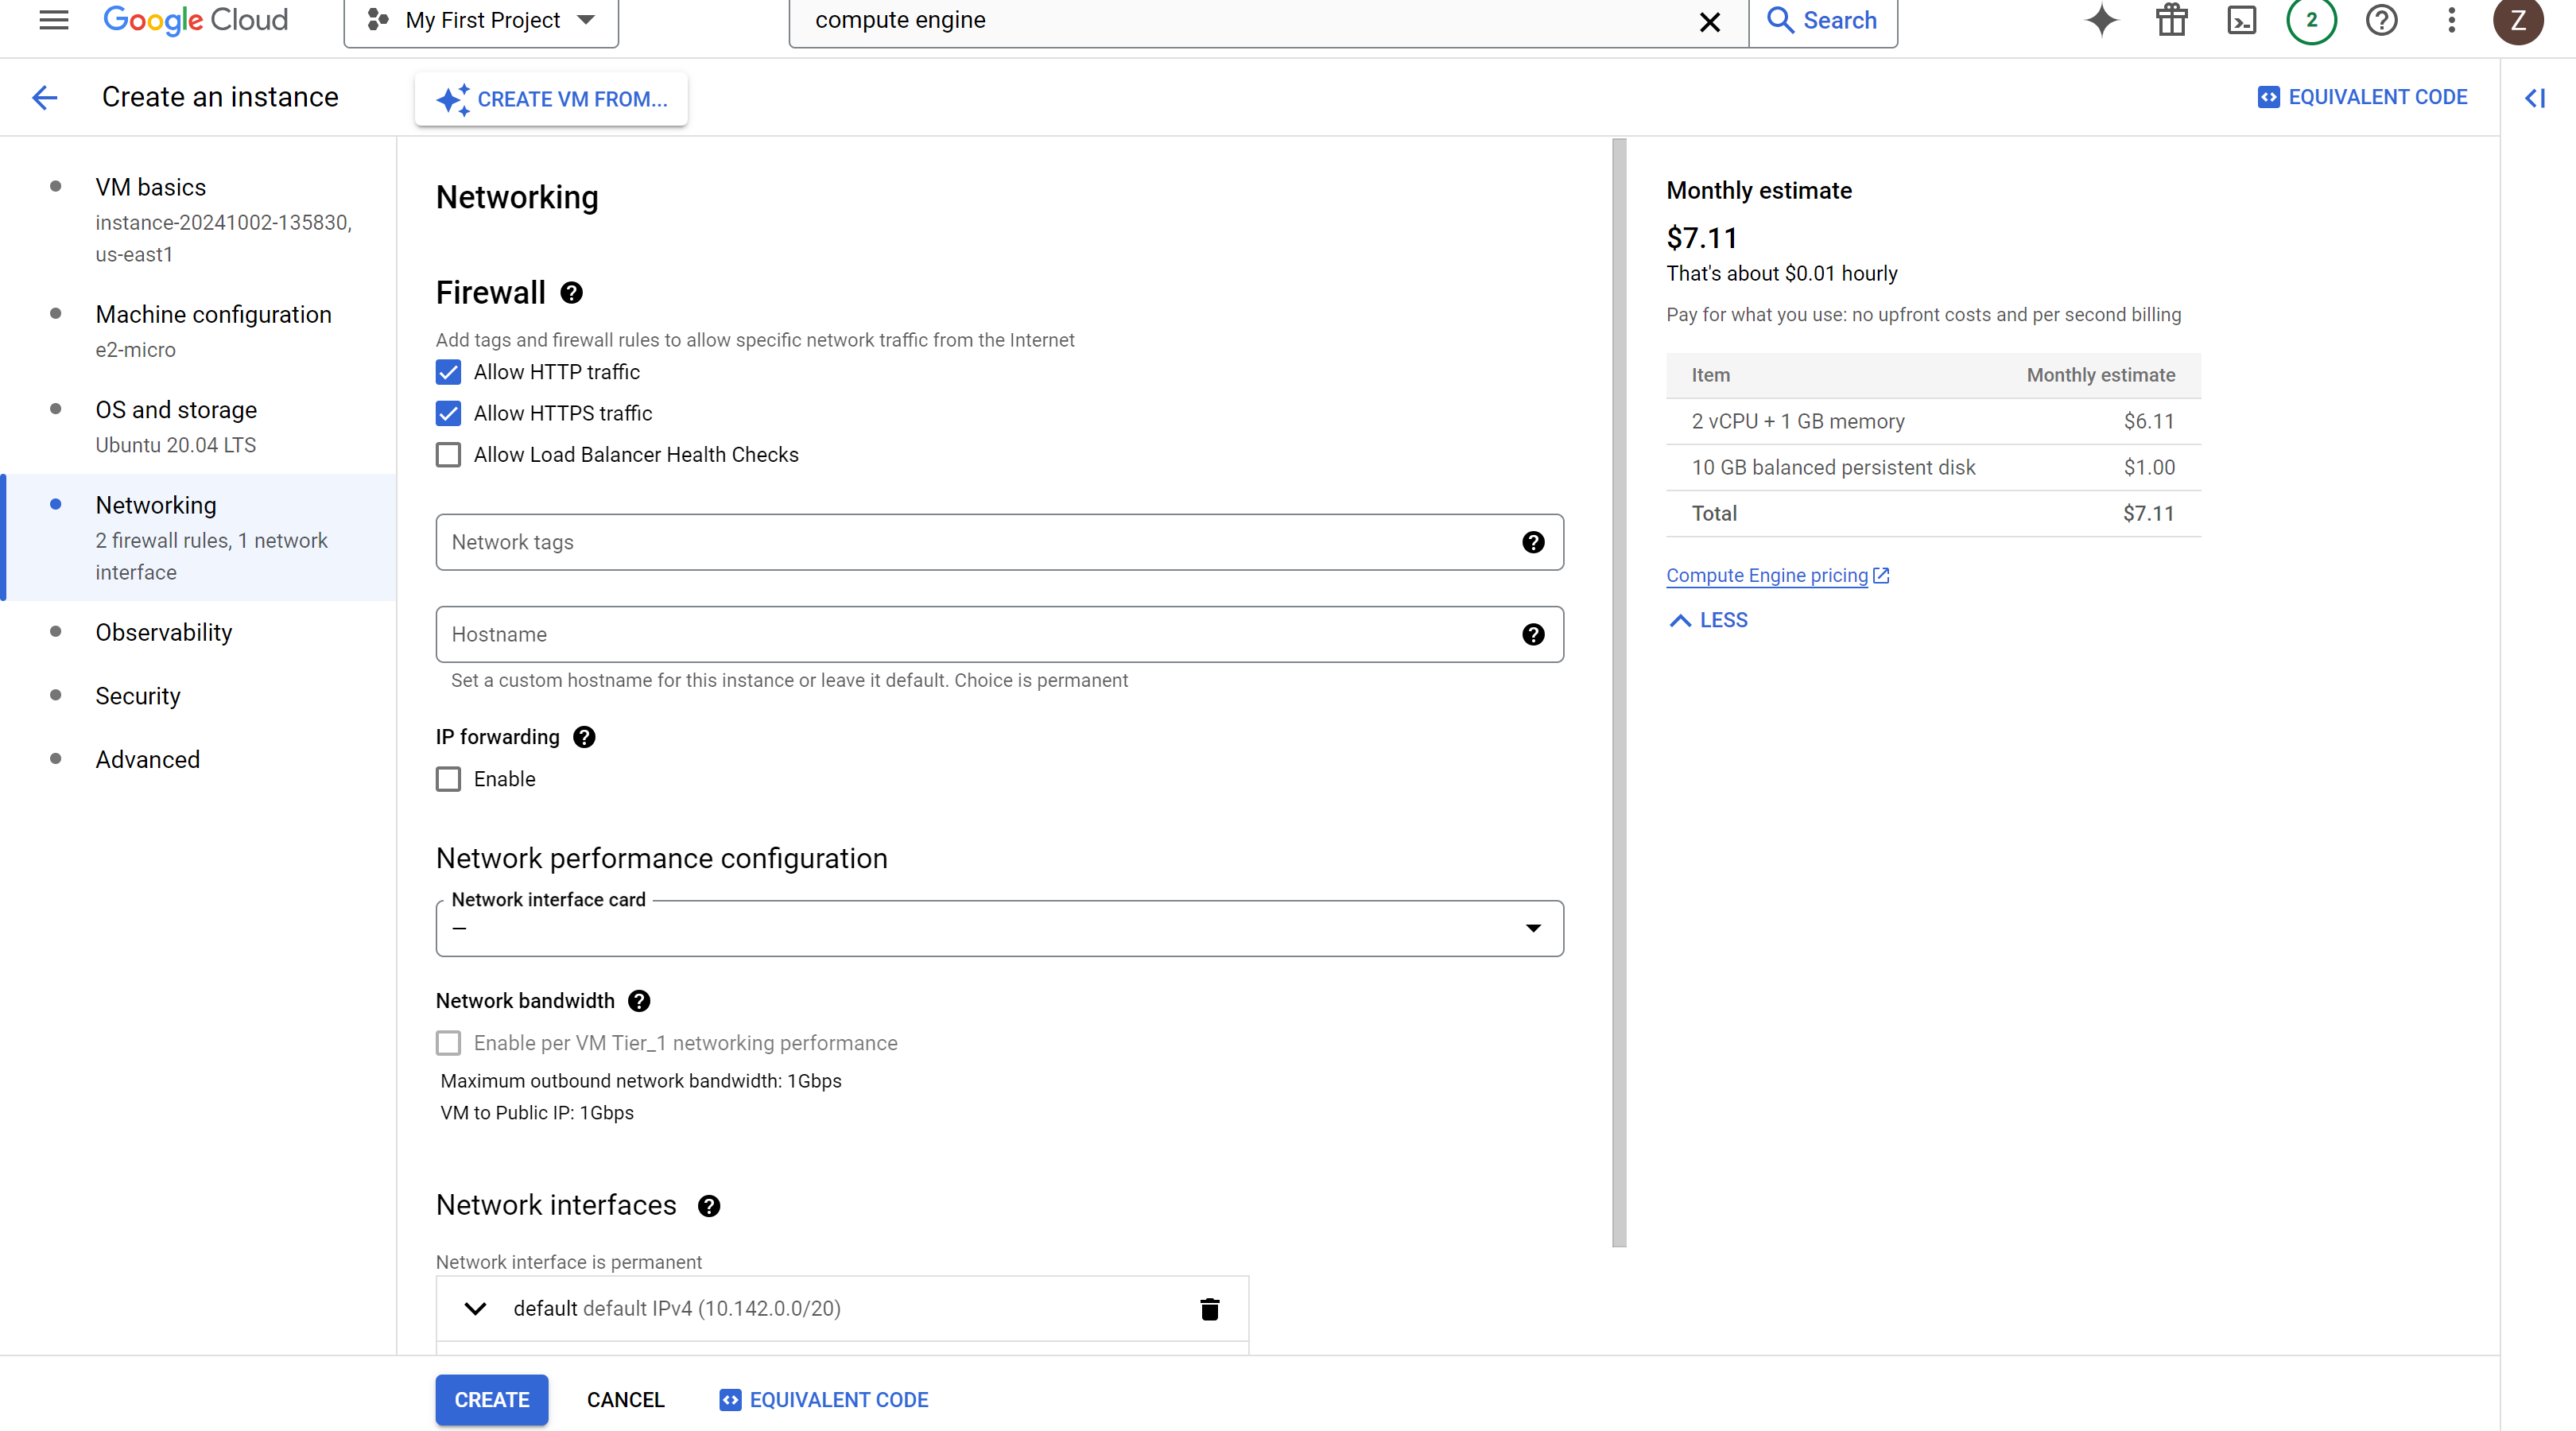 Google Cloud
My First Project
compute engine
Search
2
Z
Create an instance
CREATE VM FROM...
EQUIVALENT CODE
VM basics
instance-20241002-135830,
us-east1
Machine configuration
e2-micro
OS and storage
Ubuntu 20.04 LTS
Networking
2 firewall rules, 1 network
interface
Observability
Security
Advanced
Networking
Firewall
Add tags and firewall rules to allow specific network traffic from the Internet
Allow HTTP traffic
Allow HTTPS traffic
Allow Load Balancer Health Checks
Network tags
Hostname
Set a custom hostname for this instance or leave it default. Choice is permanent
IP forwarding
Enable
Network performance configuration
Network interface card
—
Network bandwidth
Enable per VM Tier_1 networking performance
Maximum outbound network bandwidth: 1Gbps
VM to Public IP: 1Gbps
Network interfaces
Network interface is permanent
default default IPv4 (10.142.0.0/20)
CREATE
CANCEL
EQUIVALENT CODE
Monthly estimate
$7.11
That's about $0.01 hourly
Pay for what you use: no upfront costs and per second billing
Item Monthly estimate
2 vCPU + 1 GB memory $6.11
10 GB balanced persistent disk $1.00
Total $7.11
Compute Engine pricing
LESS